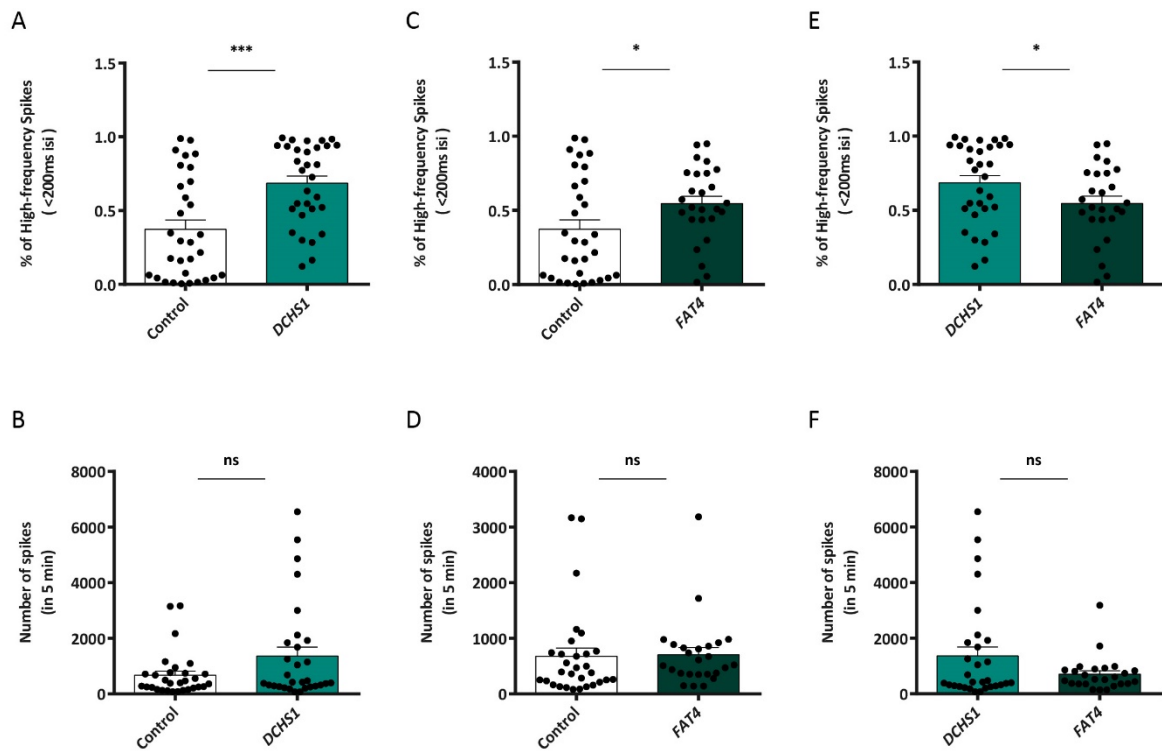 A
% of High-frequency Spikes
( <200ms isi )
***
1.5
1.0
0.5
0.0
Control
DCHS1
C
% of High-frequency Spikes
( <200ms isi )
*
1.5
1.0
0.5
0.0
Control
FAT4
E
% of High-frequency Spikes
( <200ms isi )
*
1.5
1.0
0.5
0.0
DCHS1
FAT4
B
Number of spikes
(in 5 min)
ns
8000
6000
4000
2000
0
Control
DCHS1
D
Number of spikes
(in 5 min)
ns
4000
3000
2000
1000
0
Control
FAT4
F
Number of spikes
(in 5 min)
ns
8000
6000
4000
2000
0
DCHS1
FAT4